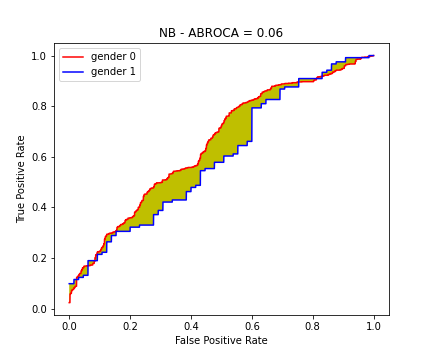 NB - ABROCA = 0.06
gender 0
gender 1
True Positive Rate
1.0
0.8
0.6
0.4
0.2
0.0
0.0 0.2 0.4 0.6 0.8 1.0
False Positive Rate